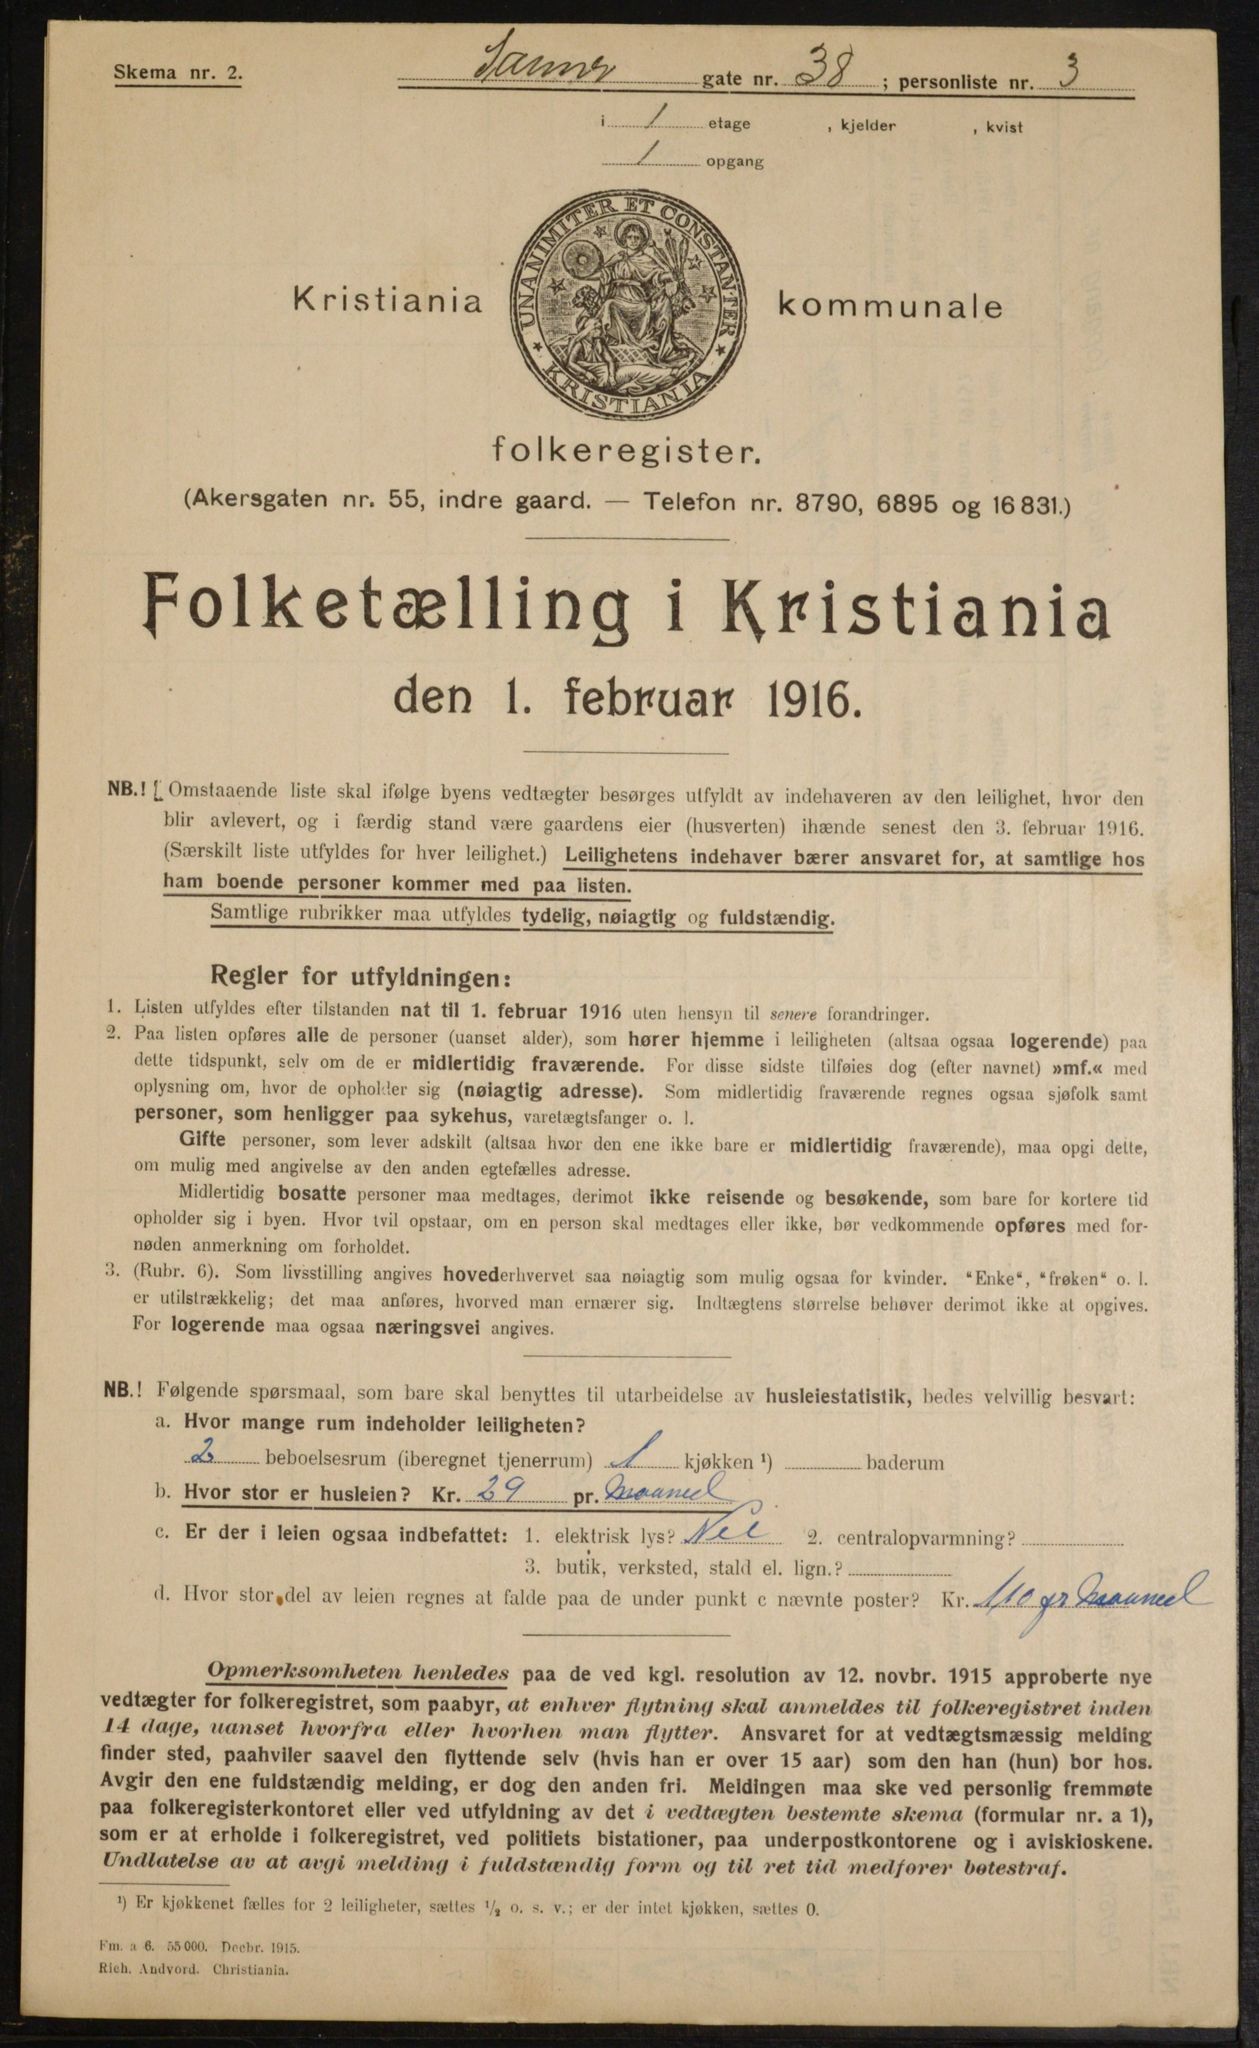 Skema nr. 2.
Sanner gate nr. 38 ; personliste nr. 3
i 1 etage , kjelder , kvist
1 opgang
UNANIMITER ET CONSTANTER
★ KRISTIANIA ★
Kristiania kommunale
folkeregister.
(Akersgaten nr. 55, indre gaard. — Telefon nr. 8790, 6895 og 16 831.)
Folketælling i Kristiania
den 1. februar 1916.
NB.! [Omstaaende liste skal ifølge byens vedtægter besørges utfyldt av indehaveren av den leilighet, hvor den
blir avlevert, og i færdig stand være gaardens eier (husverten) ihænde senest den 3. februar 1916.
(Særskilt liste utfyldes for hver leilighet.) Leilighetens indehaver bærer ansvaret for, at samtlige hos
ham boende personer kommer med paa listen.
Samtlige rubrikker maa utfyldes tydelig, nøiagtig og fuldstændig.
Regler for utfyldningen:
1. Listen utfyldes efter tilstanden nat til 1. februar 1916 uten hensyn til senere forandringer.
2. Paa listen opføres alle de personer (uanset alder), som hører hjemme i leiligheten (altsaa ogsaa logerende) paa
dette tidspunkt, selv om de er midlertidig fraværende. For disse sidste tilføies dog (efter navnet) »mf.« med
oplysning om, hvor de opholder sig (nøiagtig adresse). Som midlertidig fraværende regnes ogsaa sjøfolk samt
personer, som henligger paa sykehus, varetægtsfanger o. l.
Gifte personer, som lever adskilt (altsaa hvor den ene ikke bare er midlertidig fraværende), maa opgi dette,
om mulig med angivelse av den anden egtefælles adresse.
Midlertidig bosatte personer maa medtages, derimot ikke reisende og besøkende, som bare for kortere tid
opholder sig i byen. Hvor tvil opstaar, om en person skal medtages eller ikke, bør vedkommende opføres med for-
nøden anmerkning om forholdet.
3. (Rubr. 6). Som livsstilling angives hovederhvervet saa nøiagtig som mulig ogsaa for kvinder. "Enke", "frøken" o. l.
er utilstrækkelig; det maa anføres, hvorved man ernærer sig. Indtægtens størrelse behøver derimot ikke at opgives.
For logerende maa ogsaa næringsvei angives.
NB.! Følgende spørsmaal, som bare skal benyttes til utarbeidelse av husleiestatistik, bedes velvillig besvart:
a. Hvor mange rum indeholder leiligheten?
2 beboelsesrum (iberegnet tjenerrum) 1 kjøkken ¹) baderum
b. Hvor stor er husleien? Kr. 29 pr. Maaned
c. Er der i leien ogsaa indbefattet: 1. elektrisk lys? Nei 2. centralopvarmning?
3. butik, verksted, stald el. lign.?
d. Hvor stor del av leien regnes at falde paa de under punkt c nævnte poster? Kr. 1,10 pr Maaned
Opmerksomheten henledes paa de ved kgl. resolution av 12. novbr. 1915 approberte nye
vedtægter for folkeregistret, som paabyr, at enhver flytning skal anmeldes til folkeregistret inden
14 dage, uanset hvorfra eller hvorhen man flytter. Ansvaret for at vedtægtsmæssig melding
finder sted, paahviler saavel den flyttende selv (hvis han er over 15 aar) som den han (hun) bor hos.
Avgir den ene fuldstændig melding, er dog den anden fri. Meldingen maa ske ved personlig fremmøte
paa folkeregisterkontoret eller ved utfyldning av det i vedtægten bestemte skema (formular nr. a 1),
som er at erholde i folkeregistret, ved politiets bistationer, paa underpostkontorene og i aviskioskene.
Undlatelse av at avgi melding i fuldstændig form og til ret tid medfører bøtestraf.
¹) Er kjøkkenet fælles for 2 leiligheter, sættes ½ o. s. v.; er der intet kjøkken, sættes 0.
Fm. a 6. 55 000. Decbr. 1915.
Rich. Andvord. Christiania.